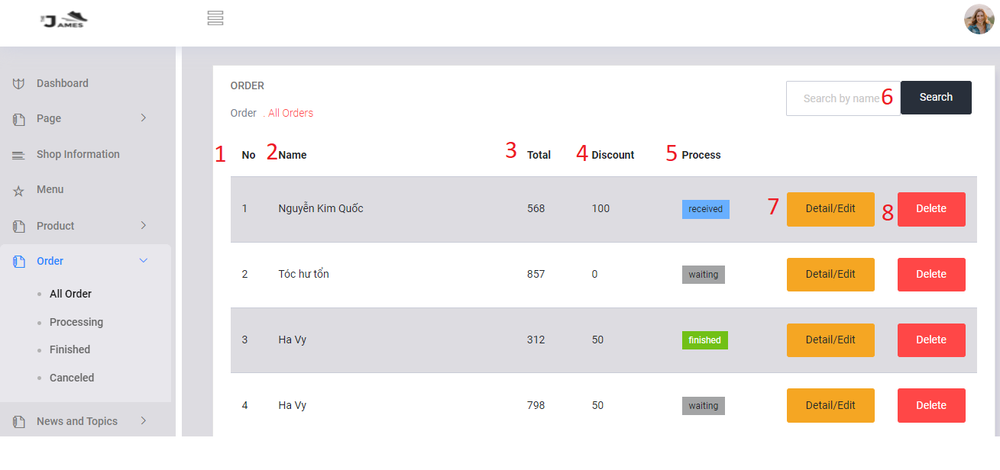 JAMES
Dashboard
Page
Shop Information
Menu
Product
Order
All Order
Processing
Finished
Canceled
News and Topics
ORDER
Order . All Orders
Search by name 6 Search
1 No 2 Name 3 Total 4 Discount 5 Process
1 Nguyễn Kim Quốc 568 100 received 7 Detail/Edit 8 Delete
2 Tóc hư tổn 857 0 waiting Detail/Edit Delete
3 Ha Vy 312 50 finished Detail/Edit Delete
4 Ha Vy 798 50 waiting Detail/Edit Delete